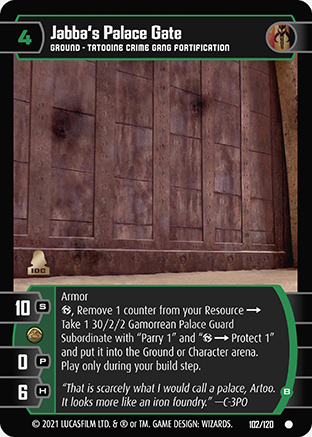 4
Jabba's Palace Gate
GROUND - TATOOINE CRIME GANG FORTIFICATION
IDC
10 S
0 P
6 H
Armor
, Remove 1 counter from your Resource →
Take 1 30/2/2 Gamorrean Palace Guard
Subordinate with “Parry 1” and “ → Protect 1”
and put it into the Ground or Character arena.
Play only during your build step.
“That is scarcely what I would call a palace, Artoo.
It looks more like an iron foundry.” —C-3PO
B
© 2021 LUCASFILM LTD. & ® or TM. GAME DESIGN: WIZARDS.
102/120